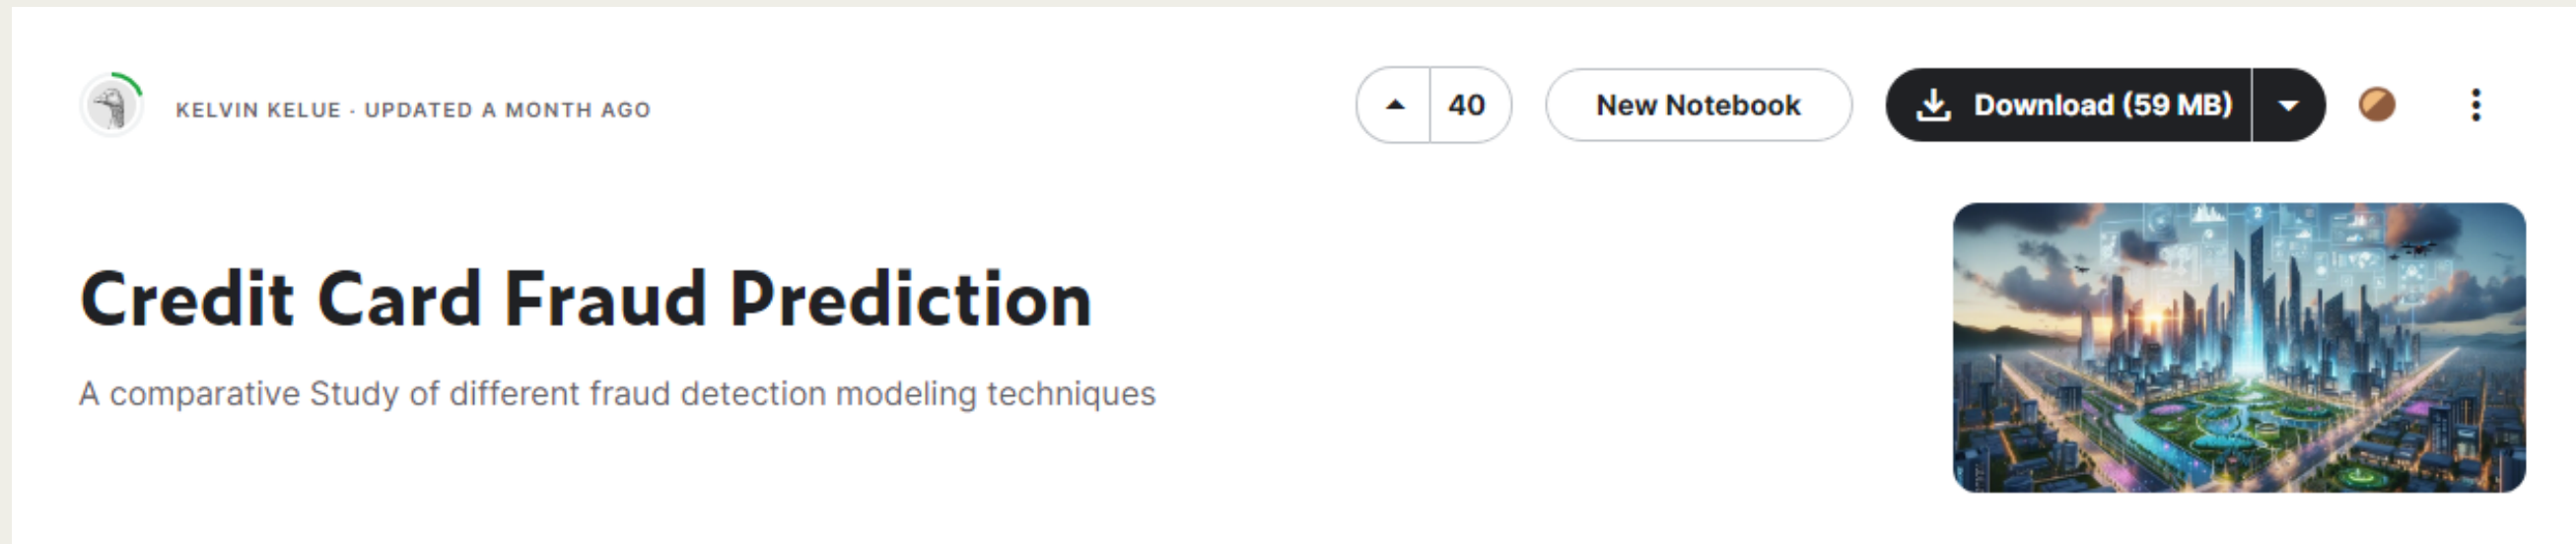 KELVIN KELUE · UPDATED A MONTH AGO
40
New Notebook
Download (59 MB)
Credit Card Fraud Prediction
A comparative Study of different fraud detection modeling techniques